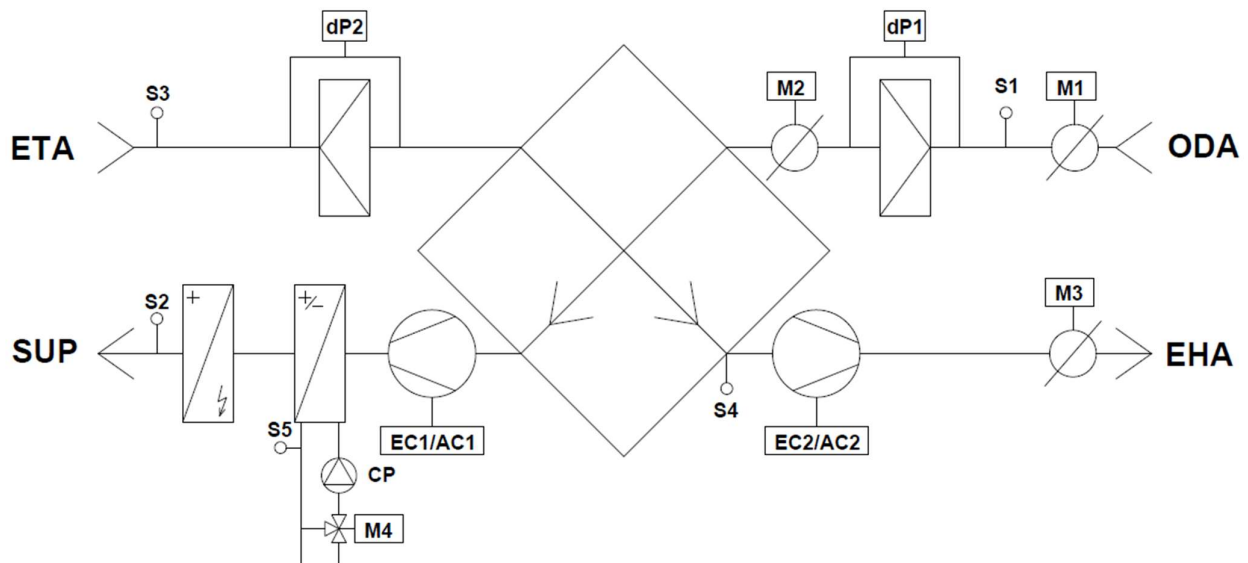 dP2
dP1
S3
M2
S1
M1
ETA
ODA
S2
+
+/-
M3
SUP
EHA
S4
S5
EC1/AC1
EC2/AC2
CP
M4